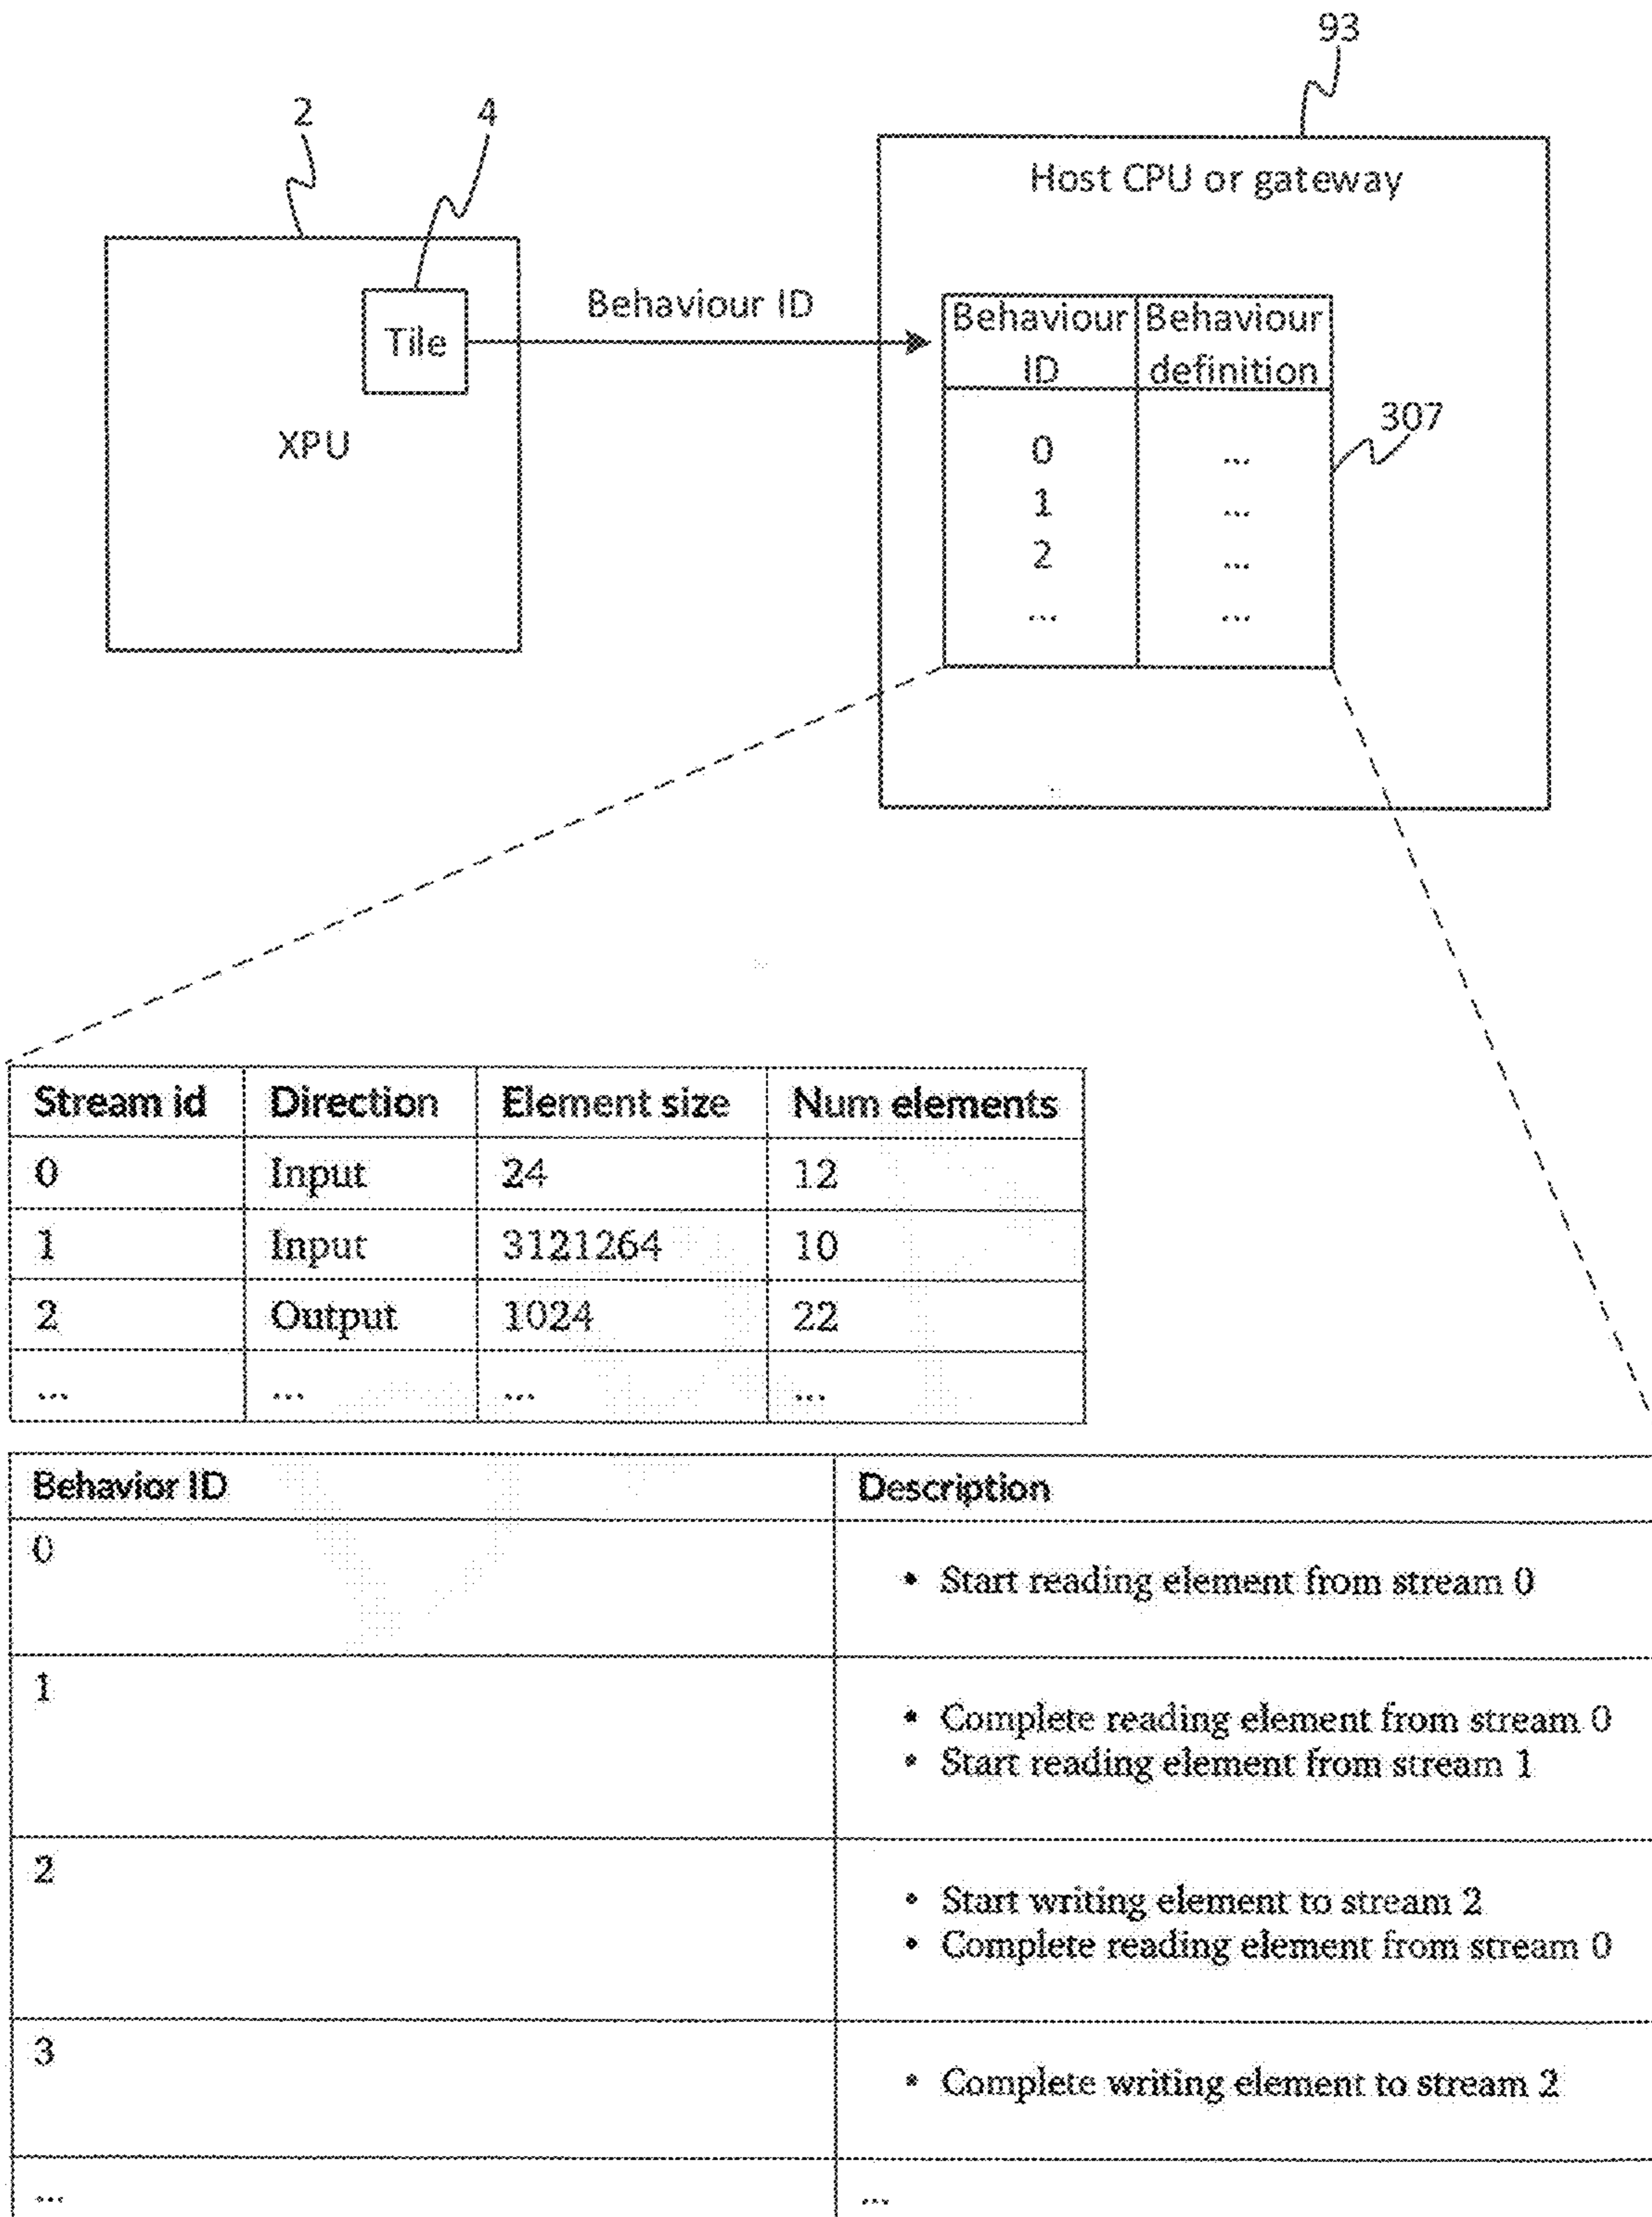 93
2
4
Host CPU or gateway
Behaviour ID
Tile
XPU
Behaviour ID Behaviour definition
307
0 ...
1 ...
2 ...
... ...
Stream id Direction Element size Num elements
0 Input 24 12
1 Input 3121264 10
2 Output 1024 22
... ... ... ...
Behavior ID Description
0
• Start reading element from stream 0
1
• Complete reading element from stream 0
• Start reading element from stream 1
2
• Start writing element to stream 2
• Complete reading element from stream 0
3
• Complete writing element to stream 2
... ...